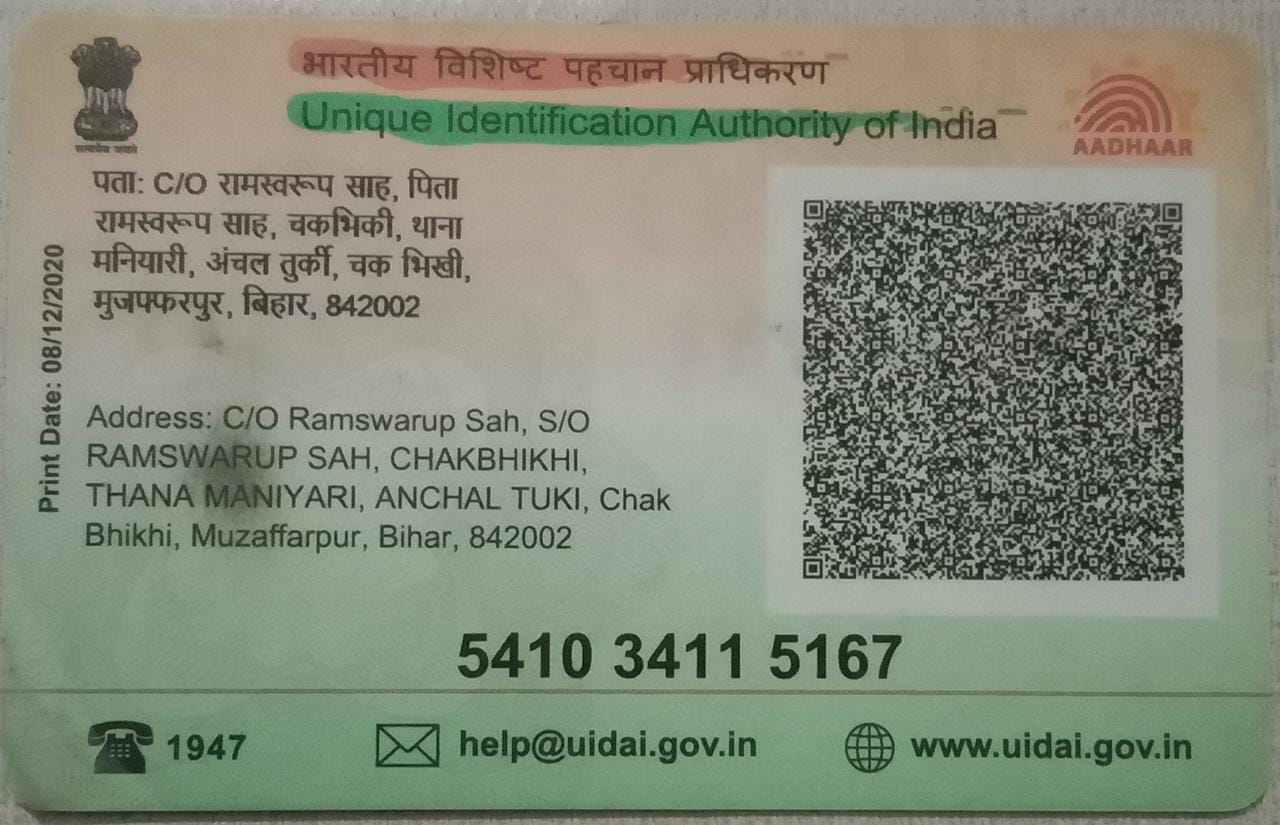 भारतीय विशिष्ट पहचान प्राधिकरण
Unique Identification Authority of India
AADHAAR
सत्यमेव जयते
पता: C/O रामस्वरूप साह, पिता
रामस्वरूप साह, चकभिकी, थाना
मनियारी, अंचल तुर्की, चक भिखी,
मुजफ्फरपुर, बिहार, 842002
Print Date: 08/12/2020
Address: C/O Ramswarup Sah, S/O
RAMSWARUP SAH, CHAKBHIKHI,
THANA MANIYARI, ANCHAL TUKI, Chak
Bhikhi, Muzaffarpur, Bihar, 842002
5410 3411 5167
1947
help@uidai.gov.in
www.uidai.gov.in